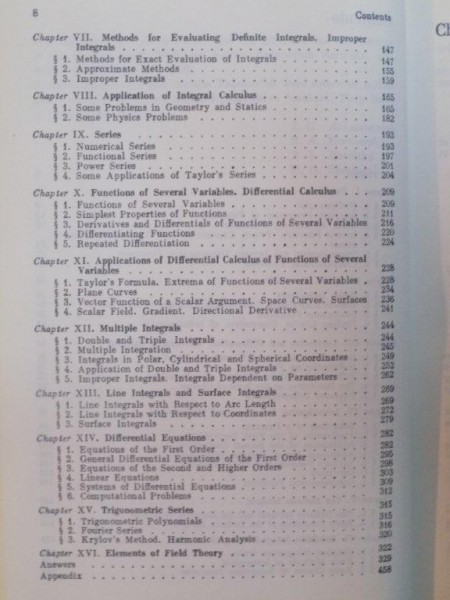 8 Contents
Ch
Chapter VII. Methods for Evaluating Definite Integrals. Improper
Integrals . . . . . . . . . . . . . . . . . . . . . . . . 147
§ 1. Methods for Exact Evaluation of Integrals . . . . . . . . 147
§ 2. Approximate Methods . . . . . . . . . . . . . . . . 155
§ 3. Improper Integrals . . . . . . . . . . . . . . . . . 159
Chapter VIII. Application of Integral Calculus . . . . . . . . . . 165
§ 1. Some Problems in Geometry and Statics . . . . . . . . . 165
§ 2. Some Physics Problems . . . . . . . . . . . . . . . 182
Chapter IX. Series . . . . . . . . . . . . . . . . . . . . . 193
§ 1. Numerical Series . . . . . . . . . . . . . . . . . . 193
§ 2. Functional Series . . . . . . . . . . . . . . . . . . 197
§ 3. Power Series . . . . . . . . . . . . . . . . . . . . 201
§ 4. Some Applications of Taylor's Series . . . . . . . . . . 204
Chapter X. Functions of Several Variables. Differential Calculus . . . 209
§ 1. Functions of Several Variables . . . . . . . . . . . . . 209
§ 2. Simplest Properties of Functions . . . . . . . . . . . . 211
§ 3. Derivatives and Differentials of Functions of Several Variables 216
§ 4. Differentiating Functions . . . . . . . . . . . . . . . 220
§ 5. Repeated Differentiation . . . . . . . . . . . . . . . 224
Chapter XI. Applications of Differential Calculus of Functions of Several
Variables . . . . . . . . . . . . . . . . . . . . . . . . 228
§ 1. Taylor's Formula. Extrema of Functions of Several Variables . 228
§ 2. Plane Curves . . . . . . . . . . . . . . . . . . . . 234
§ 3. Vector Function of a Scalar Argument. Space Curves. Surfaces 236
§ 4. Scalar Field. Gradient. Directional Derivative . . . . . . . 241
Chapter XII. Multiple Integrals . . . . . . . . . . . . . . . . 244
§ 1. Double and Triple Integrals . . . . . . . . . . . . . . 244
§ 2. Multiple Integration . . . . . . . . . . . . . . . . . 245
§ 3. Integrals in Polar, Cylindrical and Spherical Coordinates . . . 249
§ 4. Application of Double and Triple Integrals . . . . . . . . 252
§ 5. Improper Integrals. Integrals Dependent on Parameters . . . 262
Chapter XIII. Line Integrals and Surface Integrals . . . . . . . . . 269
§ 1. Line Integrals with Respect to Arc Length . . . . . . . . 269
§ 2. Line Integrals with Respect to Coordinates . . . . . . . . 272
§ 3. Surface Integrals . . . . . . . . . . . . . . . . . . 279
Chapter XIV. Differential Equations . . . . . . . . . . . . . . 282
§ 1. Equations of the First Order . . . . . . . . . . . . . 282
§ 2. General Differential Equations of the First Order . . . . . 295
§ 3. Equations of the Second and Higher Orders . . . . . . . . 298
§ 4. Linear Equations . . . . . . . . . . . . . . . . . . 303
§ 5. Systems of Differential Equations . . . . . . . . . . . . 309
§ 6. Computational Problems . . . . . . . . . . . . . . . 312
Chapter XV. Trigonometric Series . . . . . . . . . . . . . . . 315
§ 1. Trigonometric Polynomials . . . . . . . . . . . . . . 315
§ 2. Fourier Series . . . . . . . . . . . . . . . . . . . 316
§ 3. Krylov's Method. Harmonic Analysis . . . . . . . . . . 320
Chapter XVI. Elements of Field Theory . . . . . . . . . . . . . 322
Answers . . . . . . . . . . . . . . . . . . . . . . . . . 329
Appendix . . . . . . . . . . . . . . . . . . . . . . . . . 458